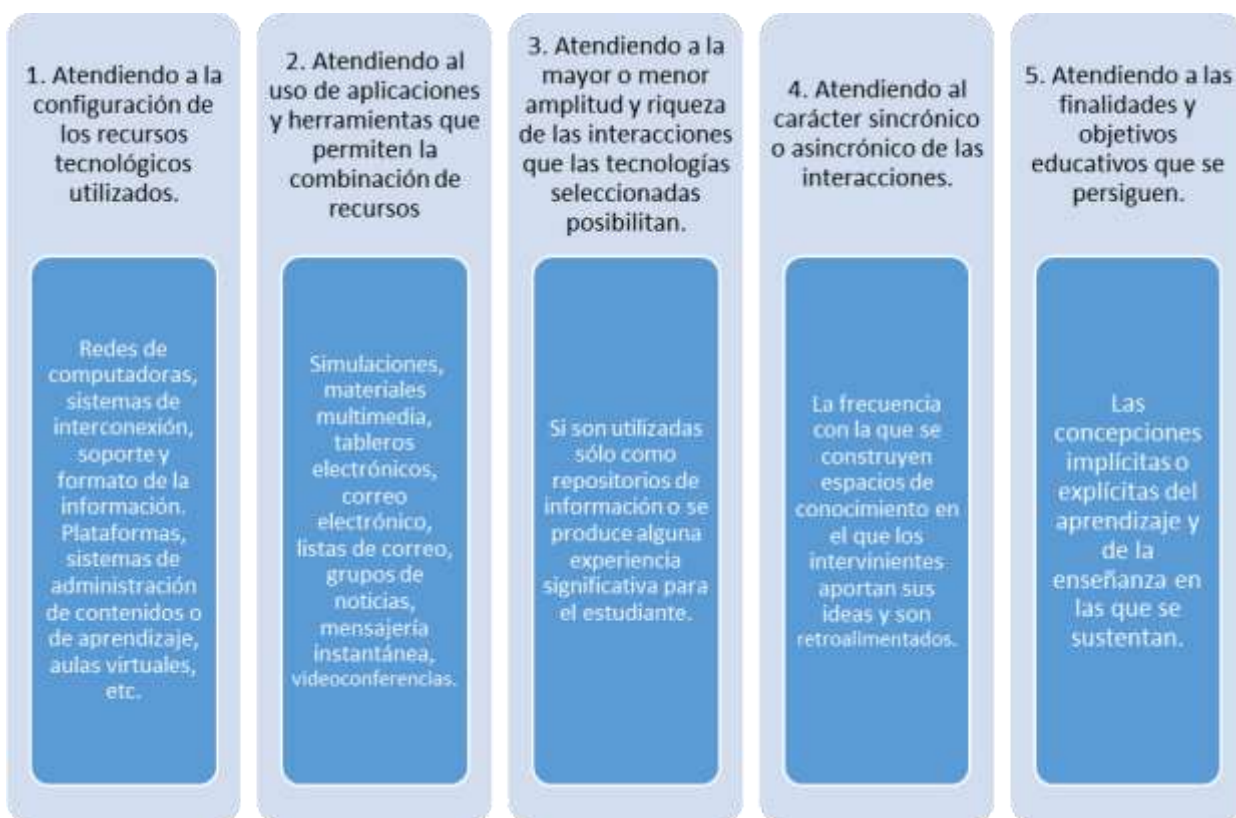 1. Atendiendo a la
configuración de
los recursos
tecnológicos
utilizados.
Redes de
computadoras,
sistemas de
interconexión,
soporte y
formato de la
información.
Plataformas,
sistemas de
administración
de contenidos o
de aprendizaje,
aulas virtuales,
etc.
2. Atendiendo al
uso de aplicaciones
y herramientas que
permiten la
combinación de
recursos
Simulaciones,
materiales
multimedia,
tableros
electrónicos,
correo
electrónico,
listas de correo,
grupos de
noticias,
mensajería
instantánea,
videoconferencias.
3. Atendiendo a la
mayor o menor
amplitud y riqueza
de las interacciones
que las tecnologías
seleccionadas
posibilitan.
Si son utilizadas
sólo como
repositorios de
información o se
produce alguna
experiencia
significativa para
el estudiante.
4. Atendiendo al
carácter sincrónico
o asincrónico de las
interacciones.
La frecuencia
con la que se
construyen
espacios de
conocimiento en
el que los
intervinientes
aportan sus
ideas y son
retroalimentados.
5. Atendiendo a las
finalidades y
objetivos
educativos que se
persiguen.
Las
concepciones
implícitas o
explícitas del
aprendizaje y
de la
enseñanza en
las que se
sustentan.